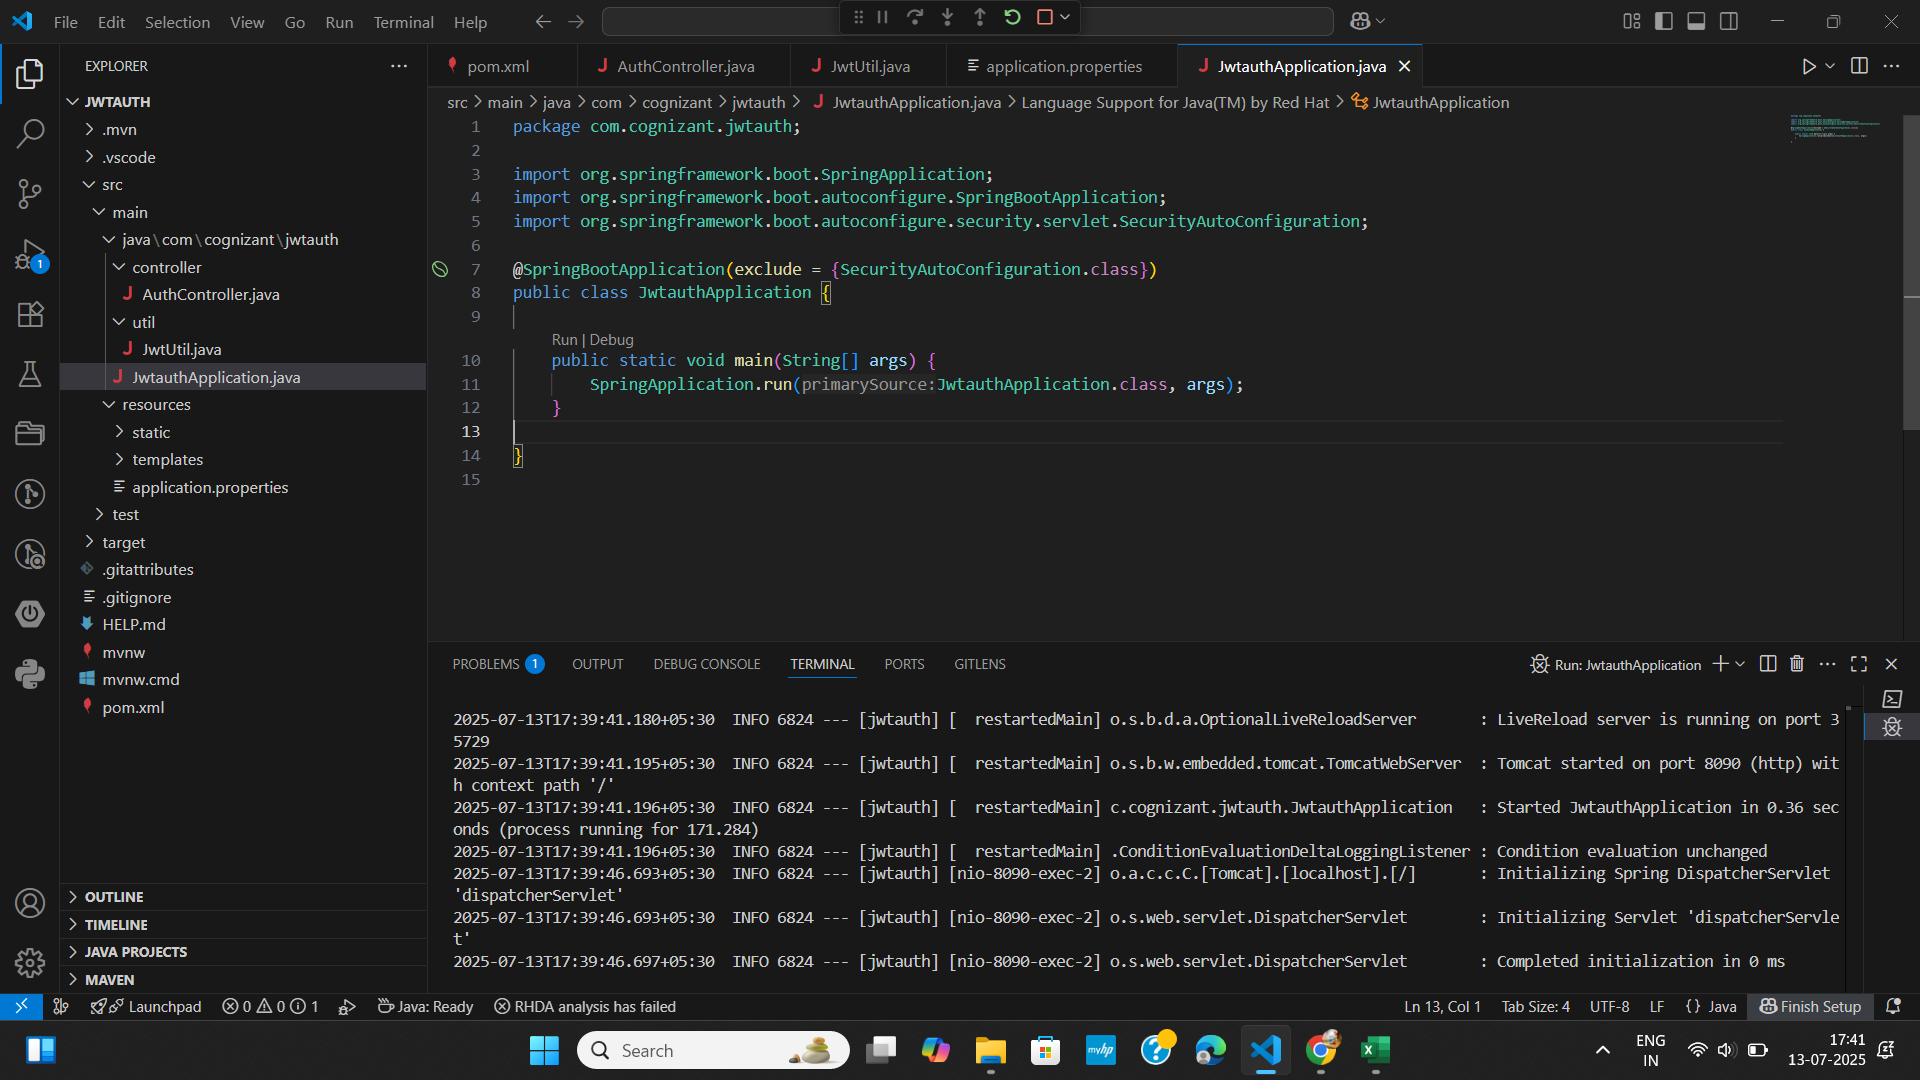 File Edit Selection View Go Run Terminal Help
EXPLORER
JWTAUTH
.mvn
.vscode
src
main
java\com\cognizant\jwtauth
controller
AuthController.java
util
JwtUtil.java
JwtauthApplication.java
resources
static
templates
application.properties
test
target
.gitattributes
.gitignore
HELP.md
mvnw
mvnw.cmd
pom.xml
OUTLINE
TIMELINE
JAVA PROJECTS
MAVEN
1
pom.xml AuthController.java JwtUtil.java application.properties JwtauthApplication.java
src > main > java > com > cognizant > jwtauth > JwtauthApplication.java > Language Support for Java(TM) by Red Hat > JwtauthApplication
1 package com.cognizant.jwtauth;
2
3 import org.springframework.boot.SpringApplication;
4 import org.springframework.boot.autoconfigure.SpringBootApplication;
5 import org.springframework.boot.autoconfigure.security.servlet.SecurityAutoConfiguration;
6
7 @SpringBootApplication(exclude = {SecurityAutoConfiguration.class})
8 public class JwtauthApplication {
9
Run | Debug
10 public static void main(String[] args) {
11 SpringApplication.run(primarySource:JwtauthApplication.class, args);
12 }
13
14 }
15
PROBLEMS 1 OUTPUT DEBUG CONSOLE TERMINAL PORTS GITLENS
Run: JwtauthApplication
2025-07-13T17:39:41.180+05:30  INFO 6824 --- [jwtauth] [  restartedMain] o.s.b.d.a.OptionalLiveReloadServer       : LiveReload server is running on port 3
5729
2025-07-13T17:39:41.195+05:30  INFO 6824 --- [jwtauth] [  restartedMain] o.s.b.w.embedded.tomcat.TomcatWebServer  : Tomcat started on port 8090 (http) wit
h context path '/'
2025-07-13T17:39:41.196+05:30  INFO 6824 --- [jwtauth] [  restartedMain] c.cognizant.jwtauth.JwtauthApplication   : Started JwtauthApplication in 0.36 sec
onds (process running for 171.284)
2025-07-13T17:39:41.196+05:30  INFO 6824 --- [jwtauth] [  restartedMain] .ConditionEvaluationDeltaLoggingListener : Condition evaluation unchanged
2025-07-13T17:39:46.693+05:30  INFO 6824 --- [jwtauth] [nio-8090-exec-2] o.a.c.c.C.[Tomcat].[localhost].[/]       : Initializing Spring DispatcherServlet
'dispatcherServlet'
2025-07-13T17:39:46.693+05:30  INFO 6824 --- [jwtauth] [nio-8090-exec-2] o.s.web.servlet.DispatcherServlet        : Initializing Servlet 'dispatcherServle
t'
2025-07-13T17:39:46.697+05:30  INFO 6824 --- [jwtauth] [nio-8090-exec-2] o.s.web.servlet.DispatcherServlet        : Completed initialization in 0 ms
Launchpad 0 0 1 Java: Ready RHDA analysis has failed Ln 13, Col 1 Tab Size: 4 UTF-8 LF {} Java Finish Setup
Search
myhp
ENG
IN
17:41
13-07-2025